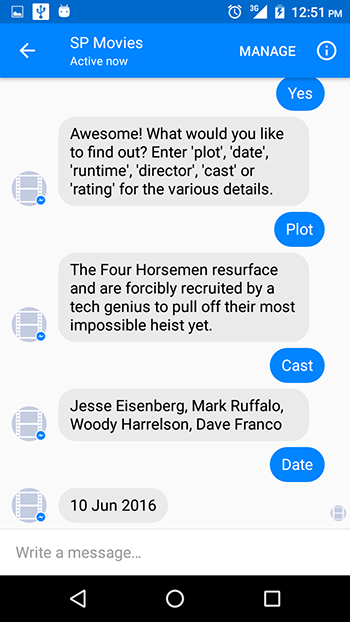 3G 12:51 PM
SP Movies
Active now
MANAGE
Yes
Awesome! What would you like
to find out? Enter 'plot', 'date',
'runtime', 'director', 'cast' or
'rating' for the various details.
Plot
The Four Horsemen resurface
and are forcibly recruited by a
tech genius to pull off their most
impossible heist yet.
Cast
Jesse Eisenberg, Mark Ruffalo,
Woody Harrelson, Dave Franco
Date
10 Jun 2016
Write a message...